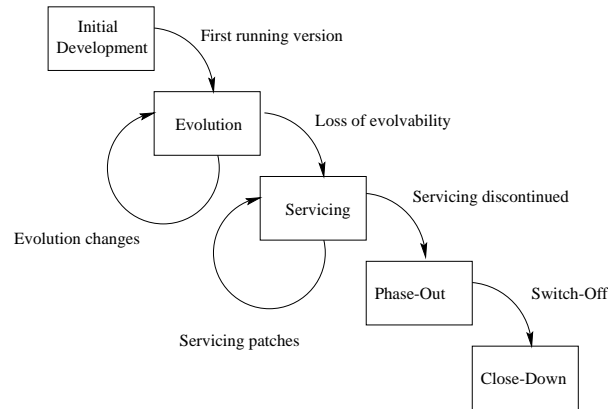 Initial
Development
First running version
Evolution
Loss of evolvability
Evolution changes
Servicing
Servicing discontinued
Servicing patches
Phase-Out
Switch-Off
Close-Down